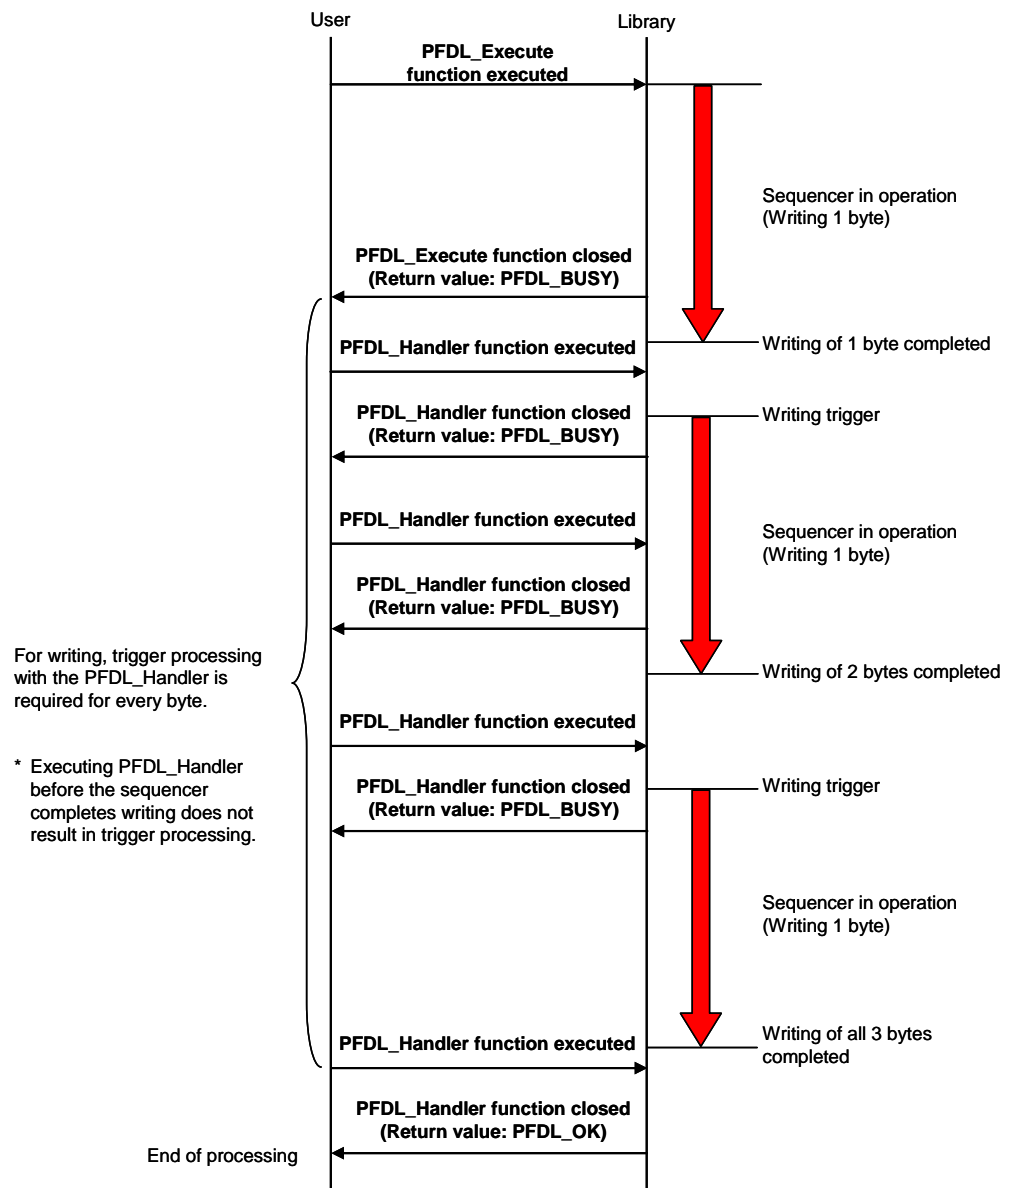 User
Library
PFDL_Execute
function executed
Sequencer in operation
(Writing 1 byte)
PFDL_Execute function closed
(Return value: PFDL_BUSY)
PFDL_Handler function executed
Writing of 1 byte completed
PFDL_Handler function closed
(Return value: PFDL_BUSY)
Writing trigger
PFDL_Handler function executed
Sequencer in operation
(Writing 1 byte)
PFDL_Handler function closed
(Return value: PFDL_BUSY)
For writing, trigger processing
with the PFDL_Handler is
required for every byte.
Writing of 2 bytes completed
PFDL_Handler function executed
* Executing PFDL_Handler
before the sequencer
completes writing does not
result in trigger processing.
PFDL_Handler function closed
(Return value: PFDL_BUSY)
Writing trigger
Sequencer in operation
(Writing 1 byte)
PFDL_Handler function executed
Writing of all 3 bytes
completed
PFDL_Handler function closed
(Return value: PFDL_OK)
End of processing